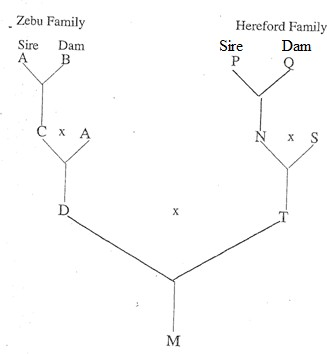 Zebu Family Hereford Family
Sire Dam Sire Dam
A B P Q
C x A N x S
D x T
M